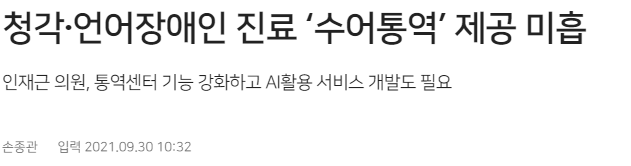 청각·언어장애인 진료 ‘수어통역’ 제공 미흡
인재근 의원, 통역센터 기능 강화하고 AI활용 서비스 개발도 필요
손종관 입력 2021.09.30 10:32